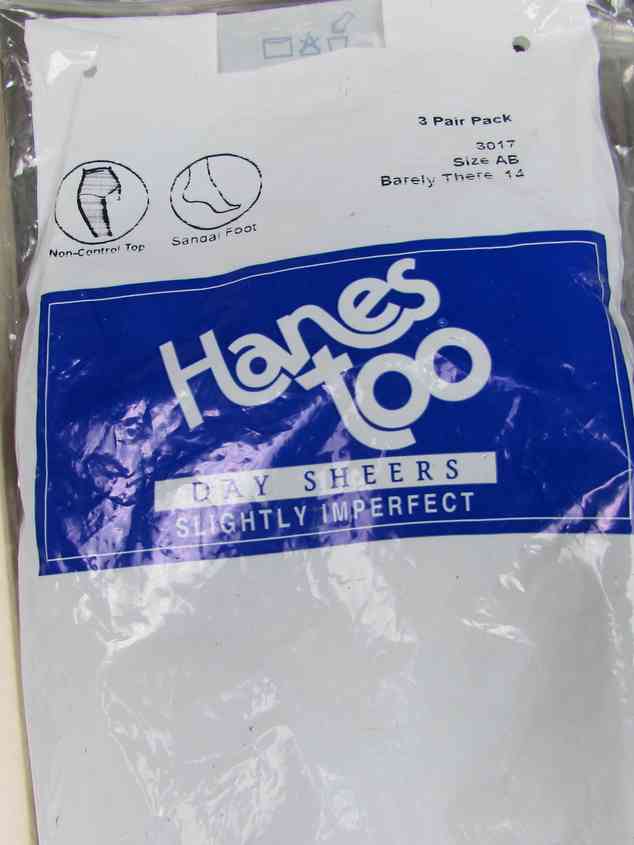 3 Pair Pack
3017
Size AB
Barely There 14
Non-Control Top
Sandal Foot
Hanes
too
DAY SHEERS
SLIGHTLY IMPERFECT